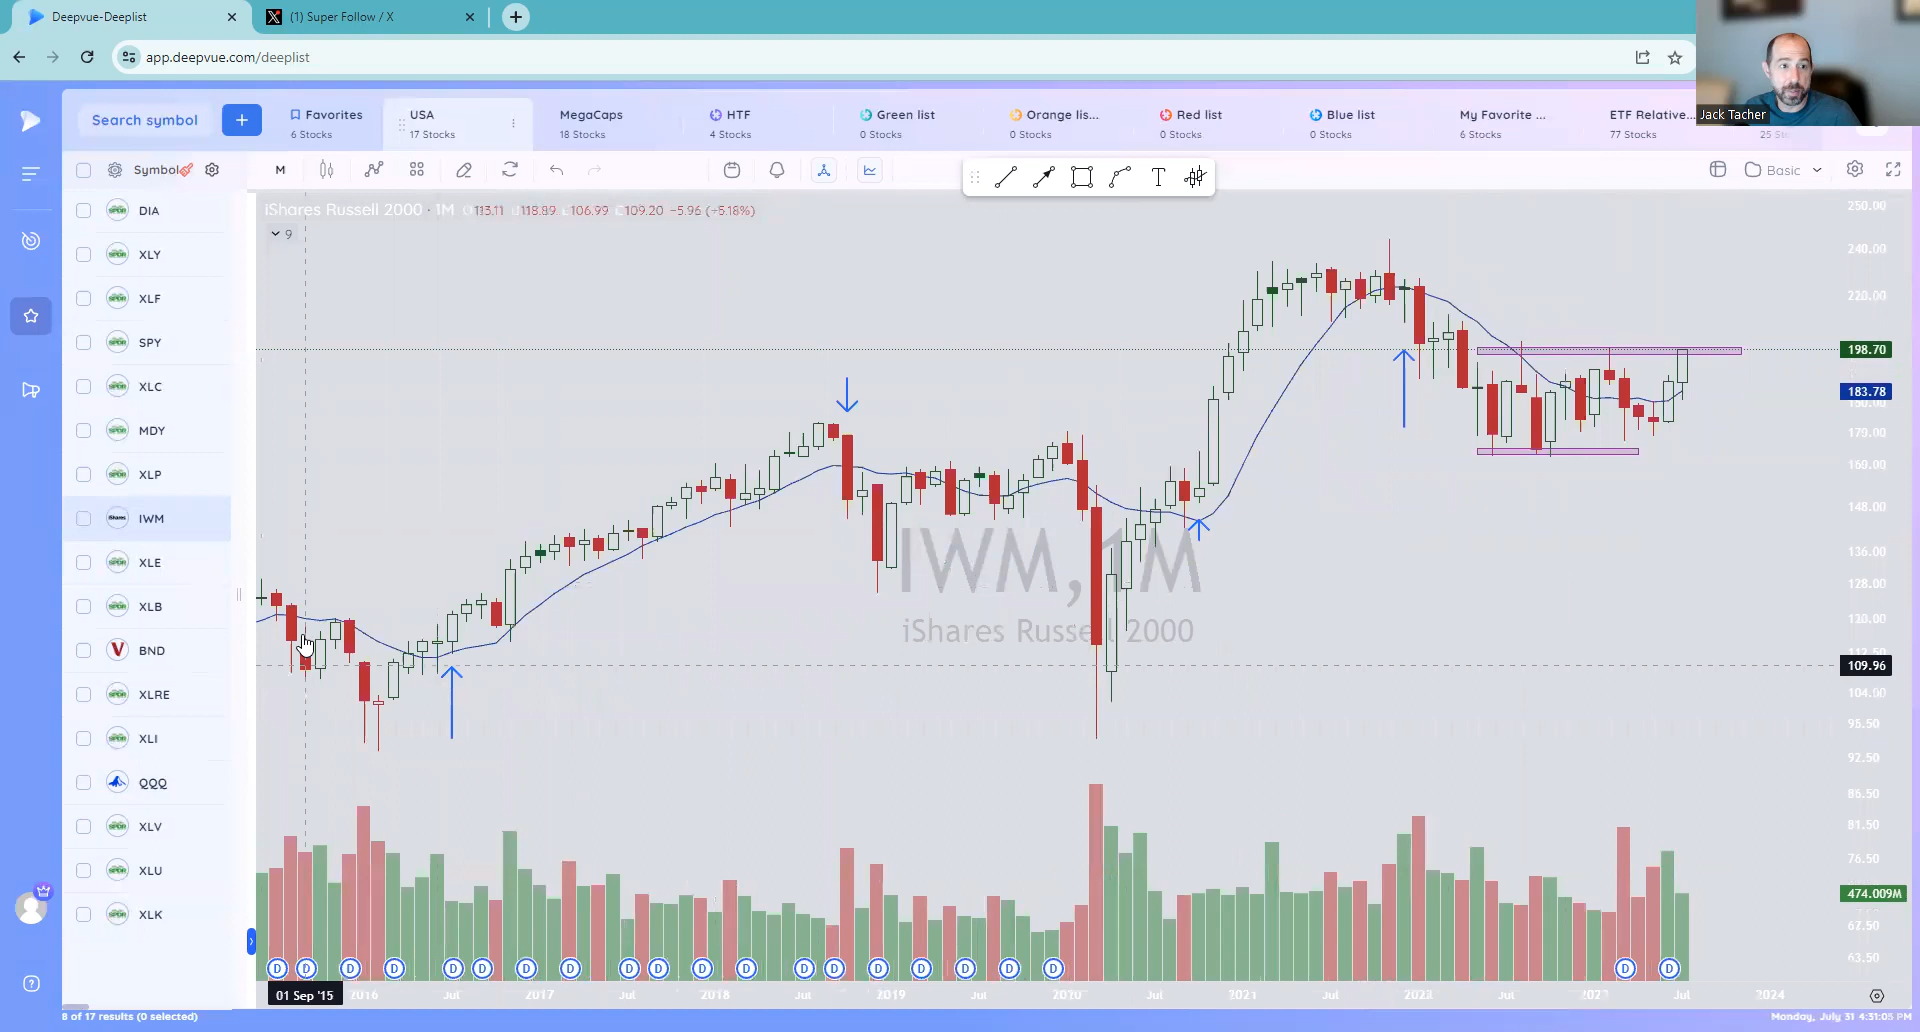 Deepvue-Deeplist
(1) Super Follow / X
app.deepvue.com/deeplist
Jack Tacher
Search symbol
+
Favorites
6 Stocks
USA
17 Stocks
MegaCaps
18 Stocks
HTF
4 Stocks
Green list
0 Stocks
Orange lis...
0 Stocks
Red list
0 Stocks
Blue list
0 Stocks
My Favorite ...
6 Stocks
ETF Relative...
77 Stocks
Symbol
M
T
Basic
iShares Russell 2000 · 1M 113.11 118.89 106.99 109.20 −5.96 (−5.18%)
9
DIA
XLY
XLF
SPY
XLC
MDY
XLP
IWM
XLE
XLB
BND
XLRE
XLI
QQQ
XLV
XLU
XLK
IWM, 1M
iShares Russell 2000
250.00
240.00
220.00
198.70
183.78
179.00
169.00
148.00
136.00
128.00
109.96
104.00
92.50
86.50
81.50
76.50
474.009M
67.50
63.50
D D D D D D D D D D D D D D D D D D D D D
01 Sep '15 2016 Jul 2017 Jul 2018 Jul 2019 Jul 2020 Jul 2021 Jul 2022 Jul Jul 2024
8 of 17 results (0 selected)
Monday, July 31 4:31:05 PM